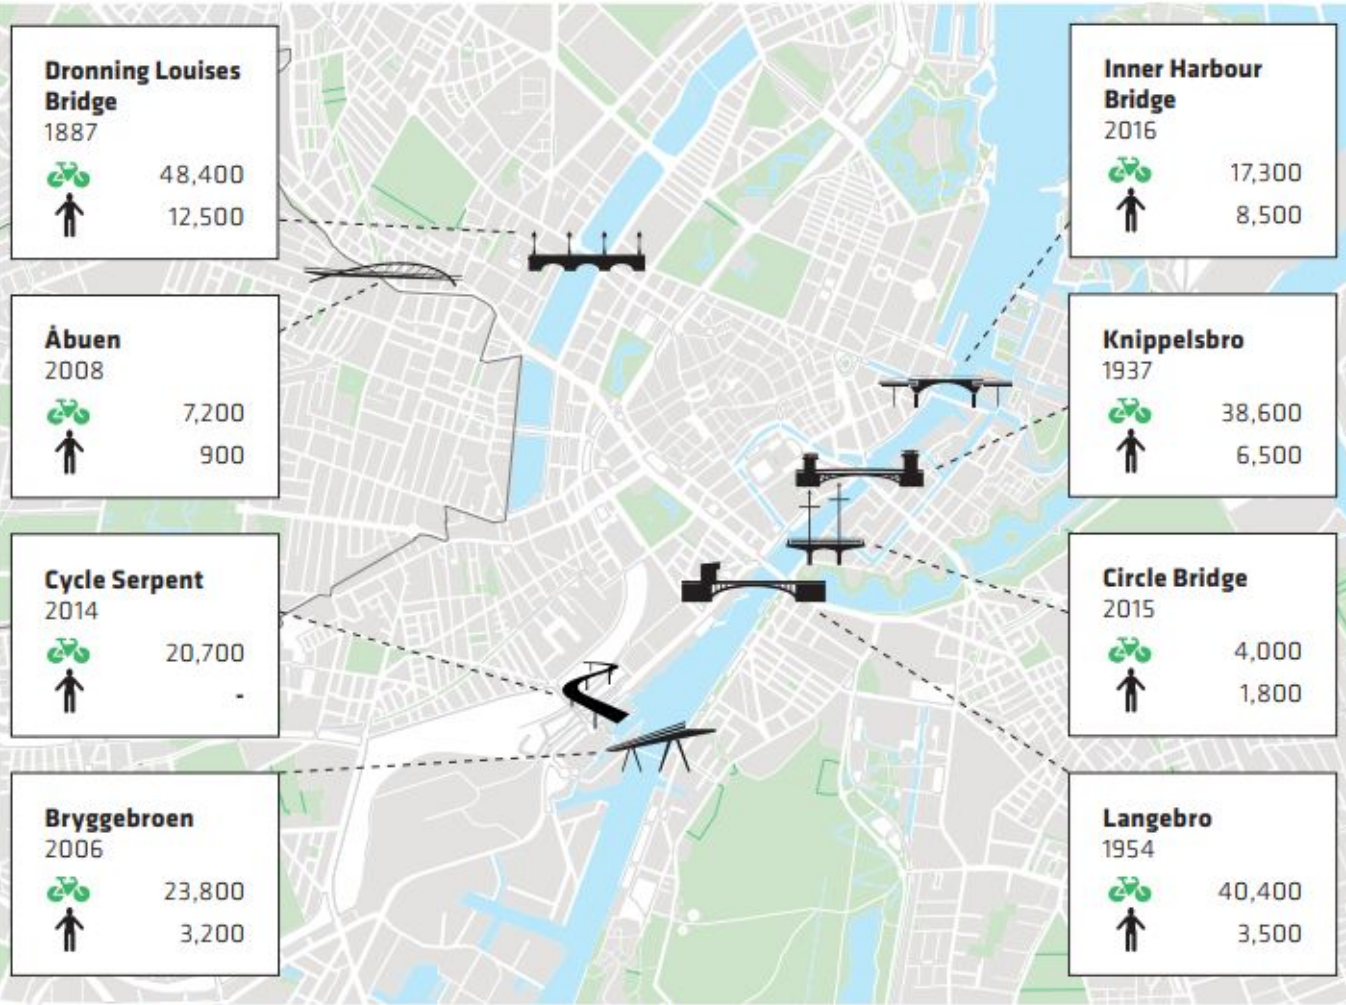 Dronning Louises
Bridge
1887
48,400
12,500
Åbuen
2008
7,200
900
Cycle Serpent
2014
20,700
-
Bryggebroen
2006
23,800
3,200
Inner Harbour
Bridge
2016
17,300
8,500
Knippelsbro
1937
38,600
6,500
Circle Bridge
2015
4,000
1,800
Langebro
1954
40,400
3,500